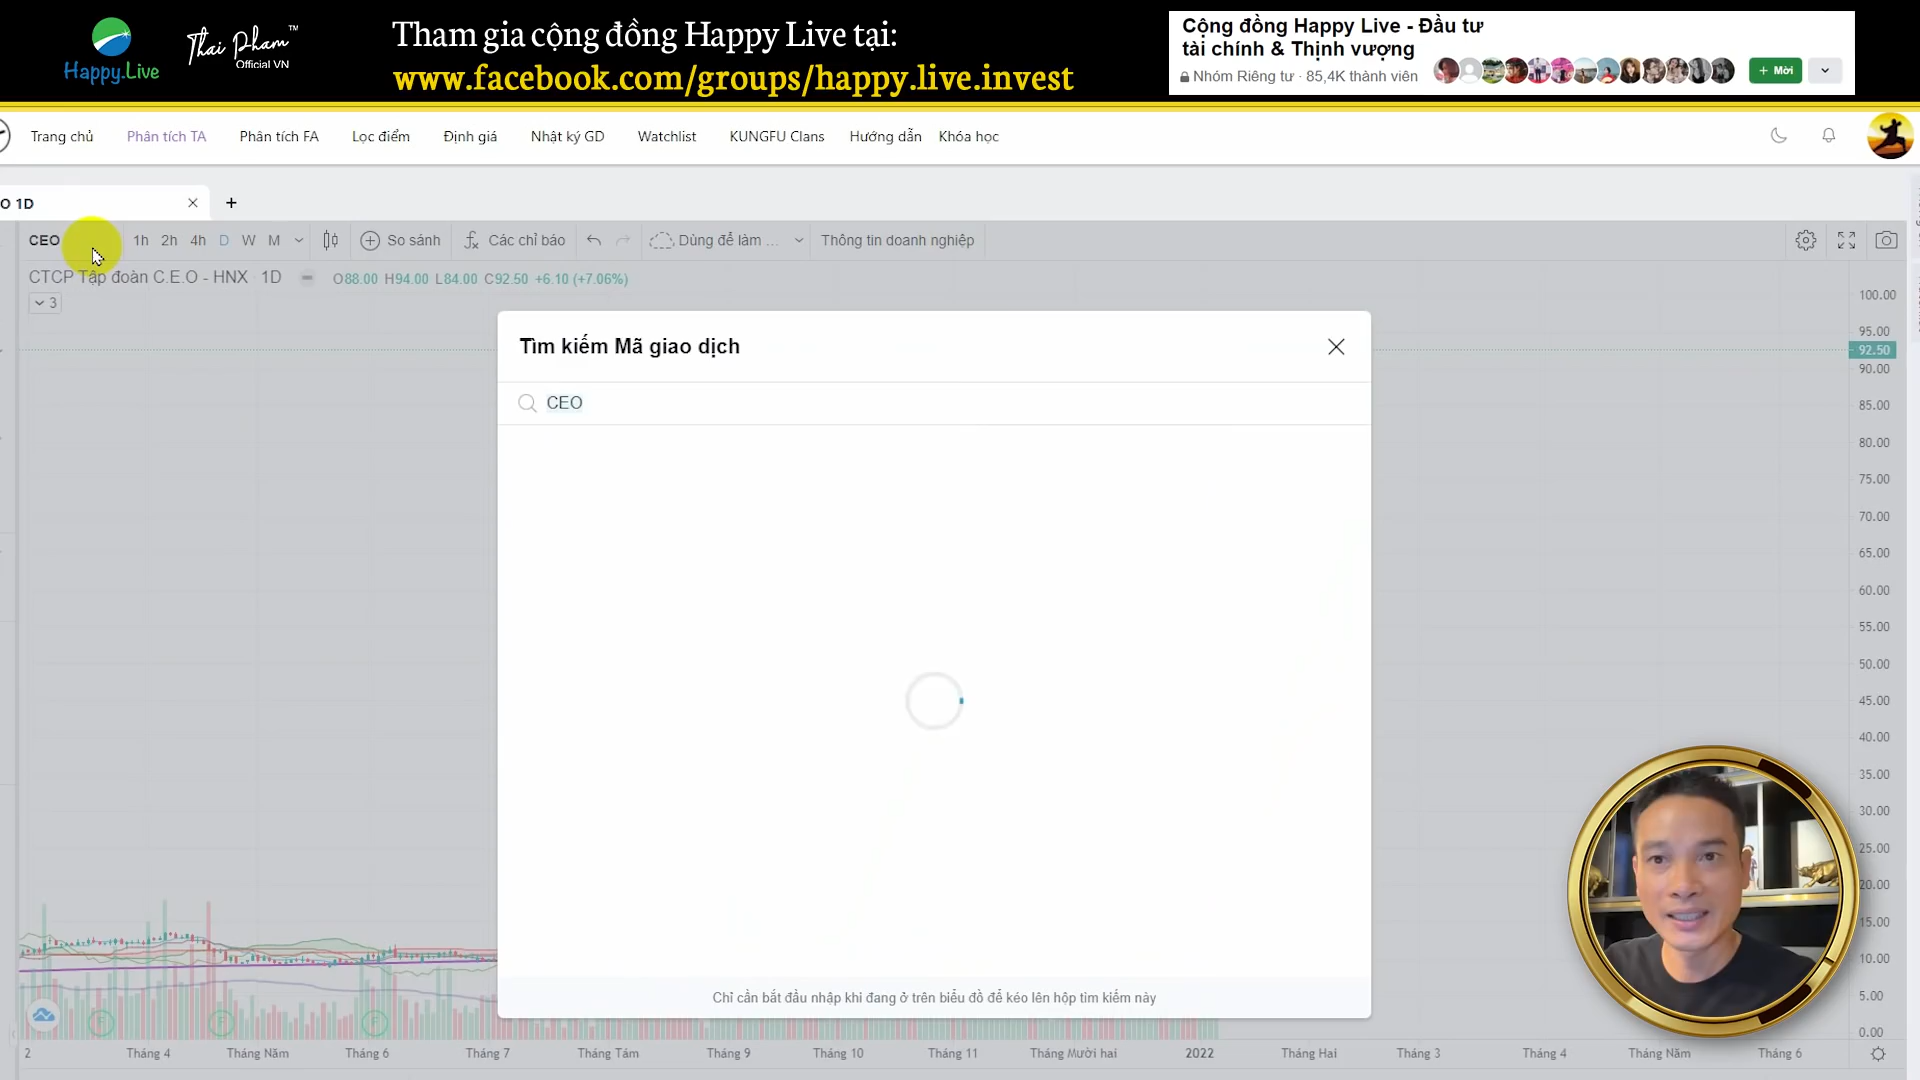 Happy.Live
Thai Pham™
Official VN
Tham gia cộng đồng Happy Live tại:
www.facebook.com/groups/happy.live.invest
Cộng đồng Happy Live - Đầu tư
tài chính & Thịnh vượng
Nhóm Riêng tư · 85,4K thành viên
+ Mời
Trang chủ Phân tích TA Phân tích FA Lọc điểm Định giá Nhật ký GD Watchlist KUNGFU Clans Hướng dẫn Khóa học
O 1D
CEO 1h 2h 4h D W M So sánh Các chỉ báo Dùng để làm ... Thông tin doanh nghiệp
CTCP Tập đoàn C.E.O - HNX · 1D O88.00 H94.00 L84.00 C92.50 +6.10 (+7.06%)
3
Tìm kiếm Mã giao dịch
CEO
Chỉ cần bắt đầu nhập khi đang ở trên biểu đồ để kéo lên hộp tìm kiếm này
100.00
95.00
92.50
90.00
85.00
80.00
75.00
70.00
65.00
60.00
55.00
50.00
45.00
40.00
35.00
30.00
25.00
20.00
15.00
10.00
5.00
0.00
2 Tháng 4 Tháng Năm Tháng 6 Tháng 7 Tháng Tám Tháng 9 Tháng 10 Tháng 11 Tháng Mười hai 2022 Tháng Hai Tháng 3 Tháng 4 Tháng Năm Tháng 6